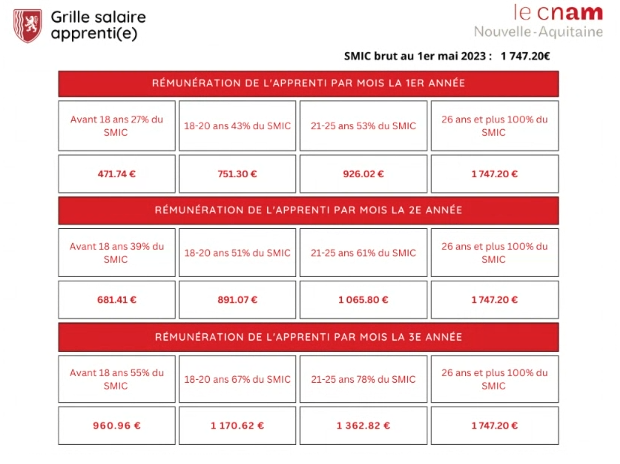 Grille salaire
apprenti(e)
le cnam
Nouvelle-Aquitaine
SMIC brut au 1er mai 2023 : 1 747.20€
RÉMUNÉRATION DE L'APPRENTI PAR MOIS LA 1ER ANNÉE
Avant 18 ans 27% du
SMIC
18-20 ans 43% du SMIC
21-25 ans 53% du SMIC
26 ans et plus 100% du
SMIC
471.74 €
751.30 €
926.02 €
1 747.20 €
RÉMUNÉRATION DE L'APPRENTI PAR MOIS LA 2E ANNÉE
Avant 18 ans 39% du
SMIC
18-20 ans 51% du SMIC
21-25 ans 61% du SMIC
26 ans et plus 100% du
SMIC
681.41 €
891.07 €
1 065.80 €
1 747.20 €
RÉMUNÉRATION DE L'APPRENTI PAR MOIS LA 3E ANNÉE
Avant 18 ans 55% du
SMIC
18-20 ans 67% du SMIC
21-25 ans 78% du SMIC
26 ans et plus 100% du
SMIC
960.96 €
1 170.62 €
1 362.82 €
1 747.20 €